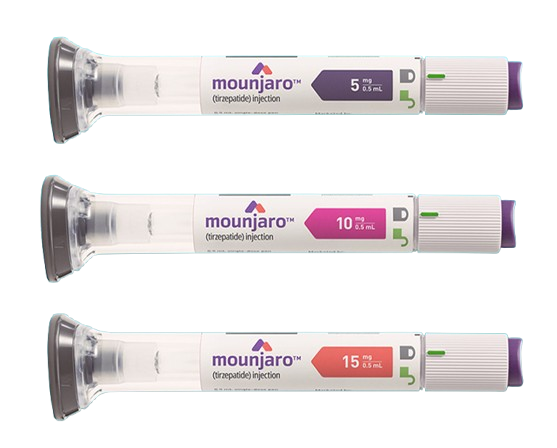 mounjaro™
(tirzepatide) injection
5 mg
0.5 mL
mounjaro™
(tirzepatide) injection
10 mg
0.5 mL
mounjaro™
(tirzepatide) injection
15 mg
0.5 mL